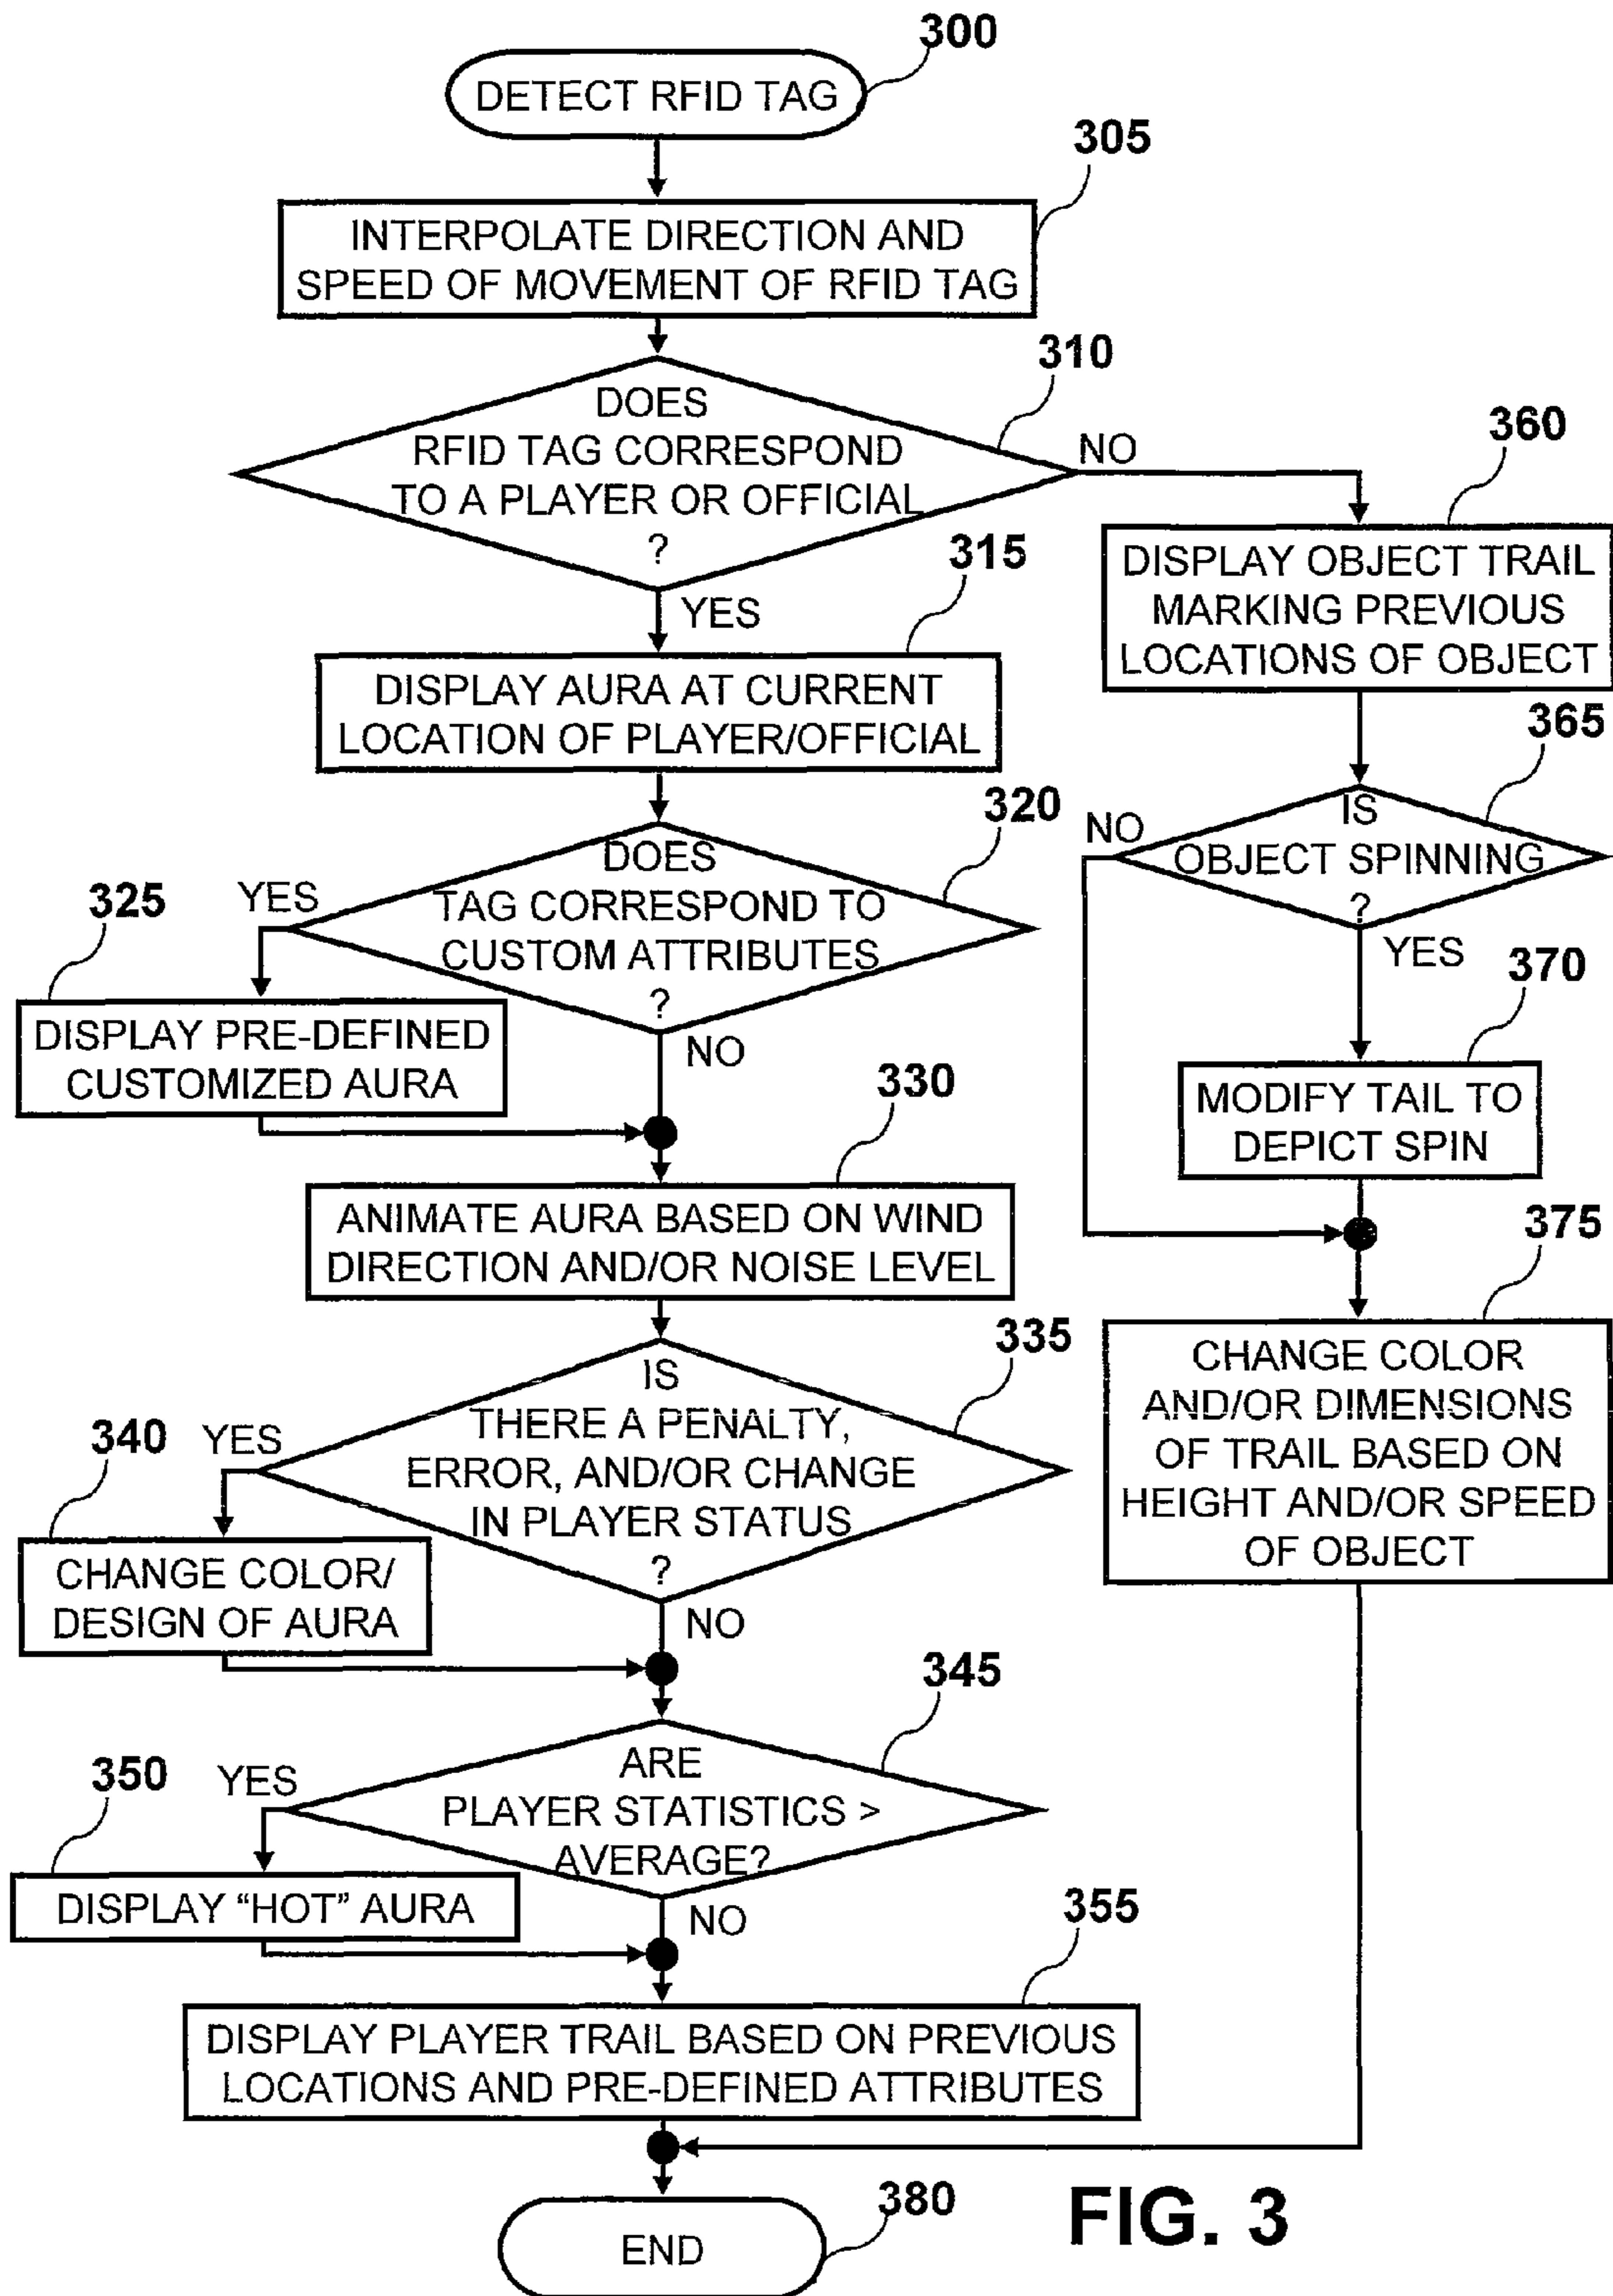 300
DETECT RFID TAG
305
INTERPOLATE DIRECTION AND
SPEED OF MOVEMENT OF RFID TAG
310
DOES
RFID TAG CORRESPOND
TO A PLAYER OR OFFICIAL
?
NO
YES
315
DISPLAY AURA AT CURRENT
LOCATION OF PLAYER/OFFICIAL
320
DOES
TAG CORRESPOND TO
CUSTOM ATTRIBUTES
?
YES
NO
325
DISPLAY PRE-DEFINED
CUSTOMIZED AURA
330
ANIMATE AURA BASED ON WIND
DIRECTION AND/OR NOISE LEVEL
335
IS
THERE A PENALTY,
ERROR, AND/OR CHANGE
IN PLAYER STATUS
?
YES
NO
340
CHANGE COLOR/
DESIGN OF AURA
345
ARE
PLAYER STATISTICS >
AVERAGE?
YES
NO
350
DISPLAY “HOT” AURA
355
DISPLAY PLAYER TRAIL BASED ON PREVIOUS
LOCATIONS AND PRE-DEFINED ATTRIBUTES
360
DISPLAY OBJECT TRAIL
MARKING PREVIOUS
LOCATIONS OF OBJECT
365
IS
OBJECT SPINNING
?
NO
YES
370
MODIFY TAIL TO
DEPICT SPIN
375
CHANGE COLOR
AND/OR DIMENSIONS
OF TRAIL BASED ON
HEIGHT AND/OR SPEED
OF OBJECT
380
END
FIG. 3